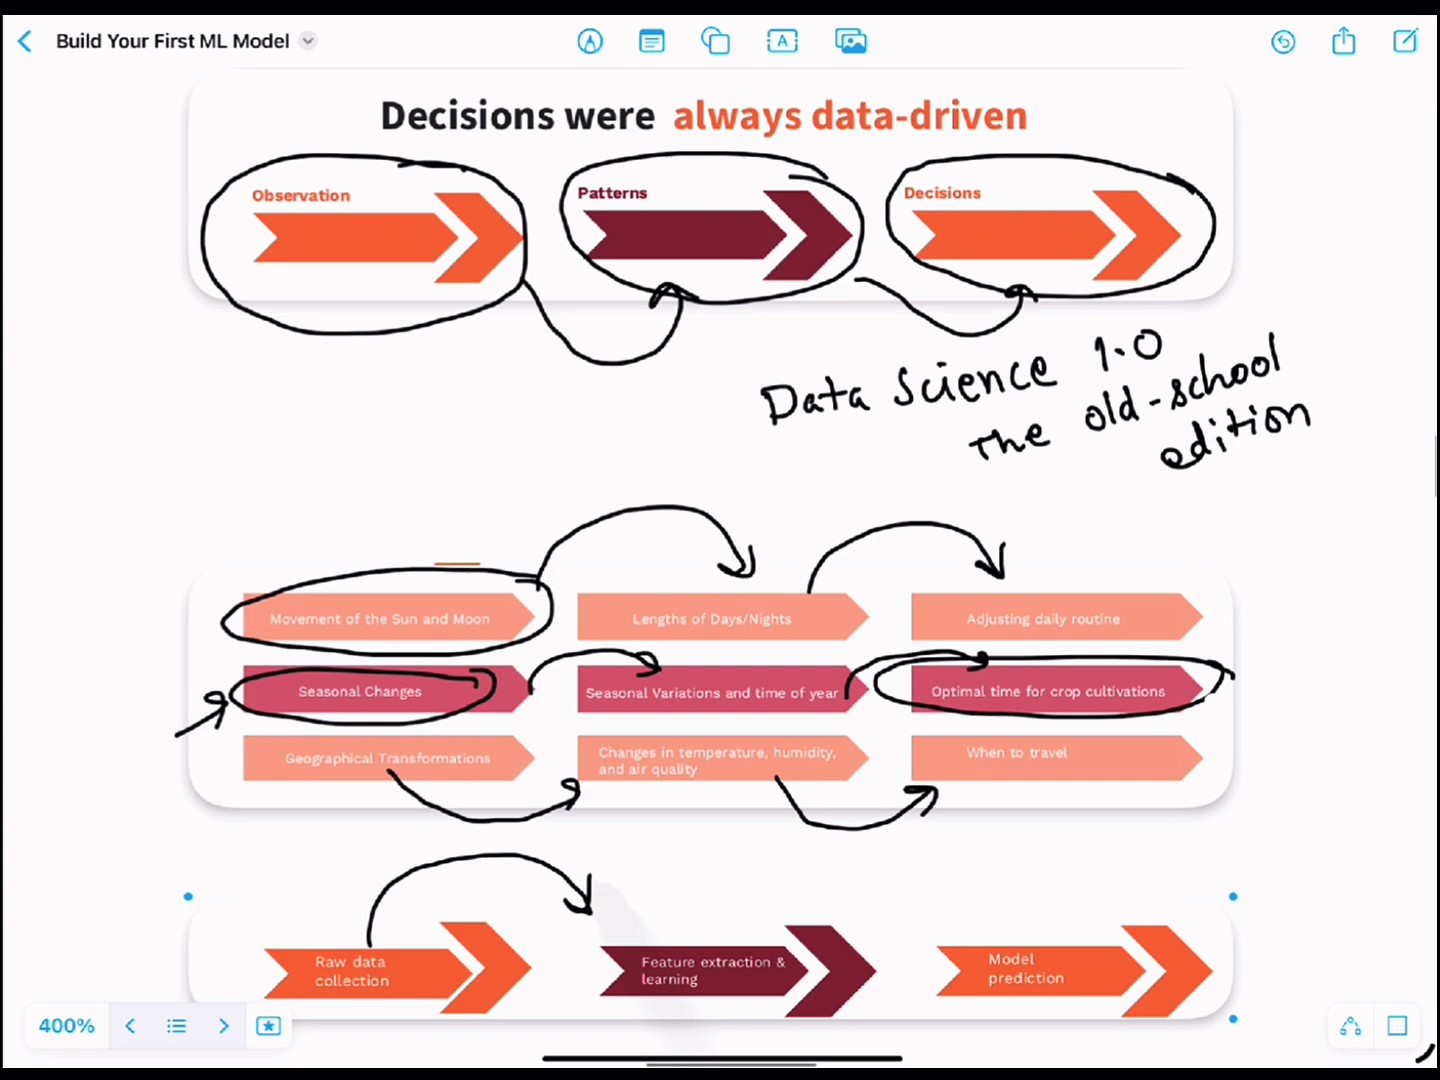 Build Your First ML Model
Decisions were always data-driven
Observation
Patterns
Decisions
Data Science 1.0
The old-school
edition
Movement of the Sun and Moon
Lengths of Days/Nights
Adjusting daily routine
Seasonal Changes
Seasonal Variations and time of year
Optimal time for crop cultivations
Geographical Transformations
Changes in temperature, humidity,
and air quality
When to travel
Raw data
collection
Feature extraction &
learning
Model
prediction
400%